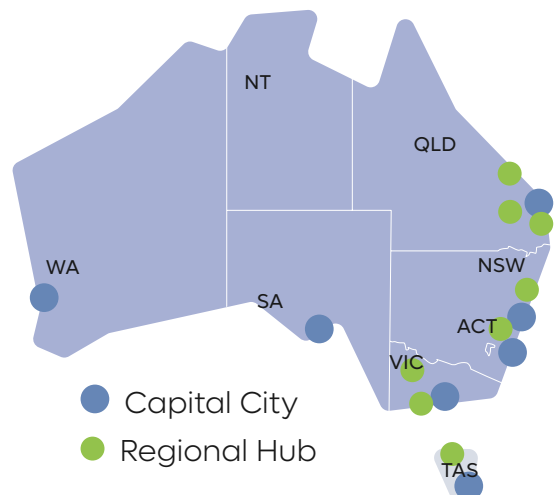 NT
QLD
WA
NSW
SA
ACT
VIC
Capital City
Regional Hub
TAS